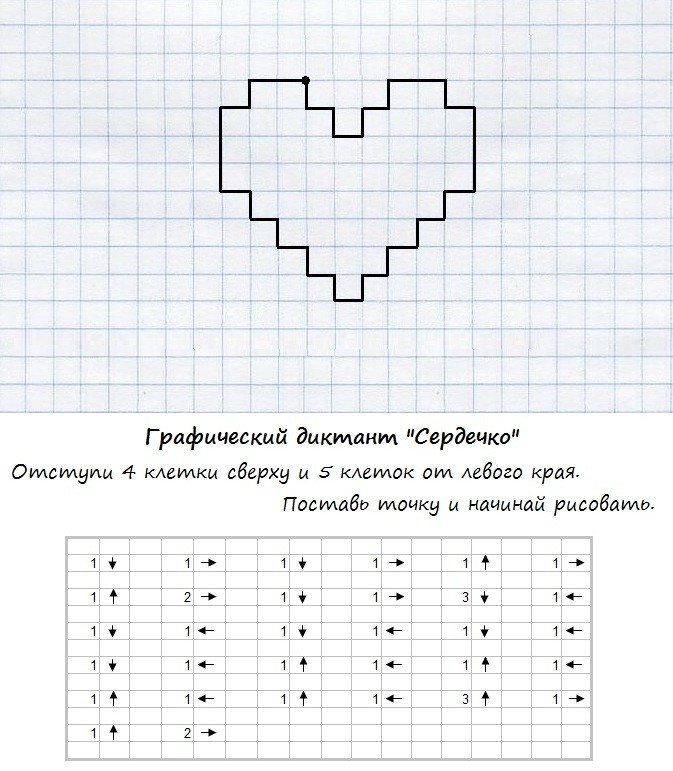 Графический диктант "Сердечко"
Отступи 4 клетки сверху и 5 клеток от левого края.
Поставь точку и начинай рисовать.
1 ↓ 1 → 1 ↓ 1 → 1 ↑ 1 →
1 ↑ 2 → 1 ↓ 1 → 3 ↓ 1 ←
1 ↓ 1 ← 1 ↓ 1 ← 1 ↓ 1 ←
1 ↓ 1 ← 1 ↑ 1 ← 1 ↑ 1 ←
1 ↑ 1 ← 1 ↑ 1 ← 3 ↑ 1 →
1 ↑ 2 →